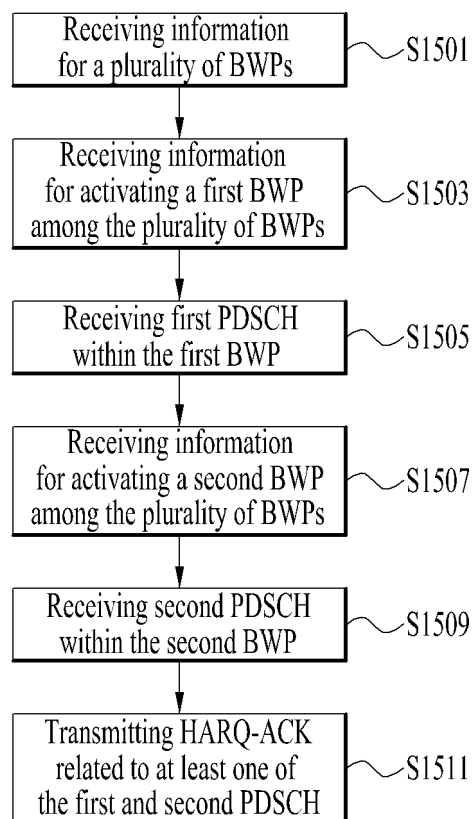 Receiving information
for a plurality of BWPs
S1501
Receiving information
for activating a first BWP
among the plurality of BWPs
S1503
Receiving first PDSCH
within the first BWP
S1505
Receiving information
for activating a second BWP
among the plurality of BWPs
S1507
Receiving second PDSCH
within the second BWP
S1509
Transmitting HARQ-ACK
related to at least one of
the first and second PDSCH
S1511